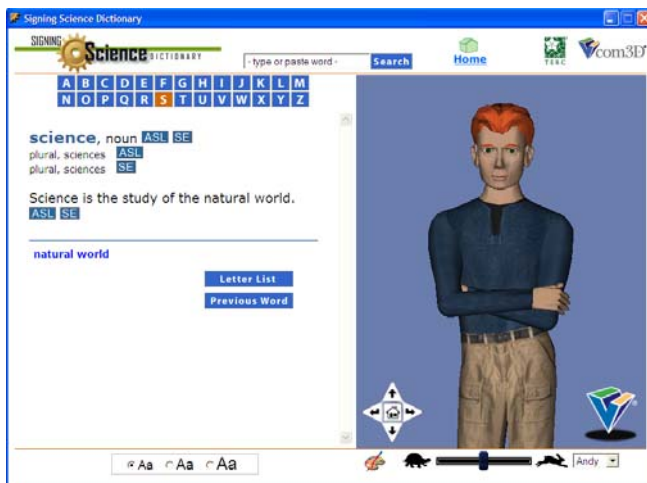 Signing Science Dictionary
SIGNING
Science DICTIONARY
- type or paste word -
Search
Home
TERC
Vcom3D
A B C D E F G H I J K L M
N O P Q R S T U V W X Y Z
science, noun ASL SE
plural, sciences ASL
plural, sciences SE
Science is the study of the natural world.
ASL SE
natural world
Letter List
Previous Word
Aa Aa Aa
Andy